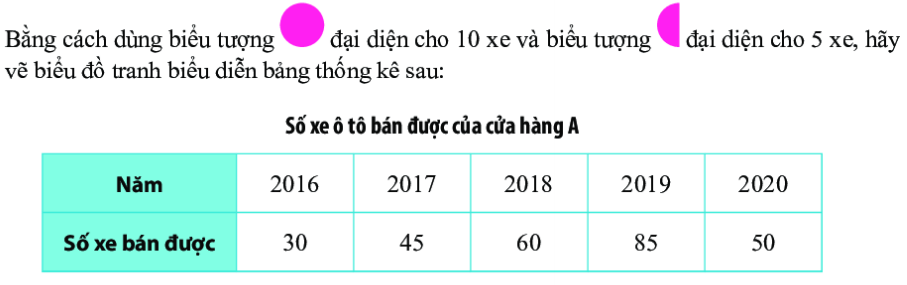 Bằng cách dùng biểu tượng đại diện cho 10 xe và biểu tượng đại diện cho 5 xe, hãy
vẽ biểu đồ tranh biểu diễn bảng thống kê sau:
Số xe ô tô bán được của cửa hàng A
Năm 2016 2017 2018 2019 2020
Số xe bán được 30 45 60 85 50